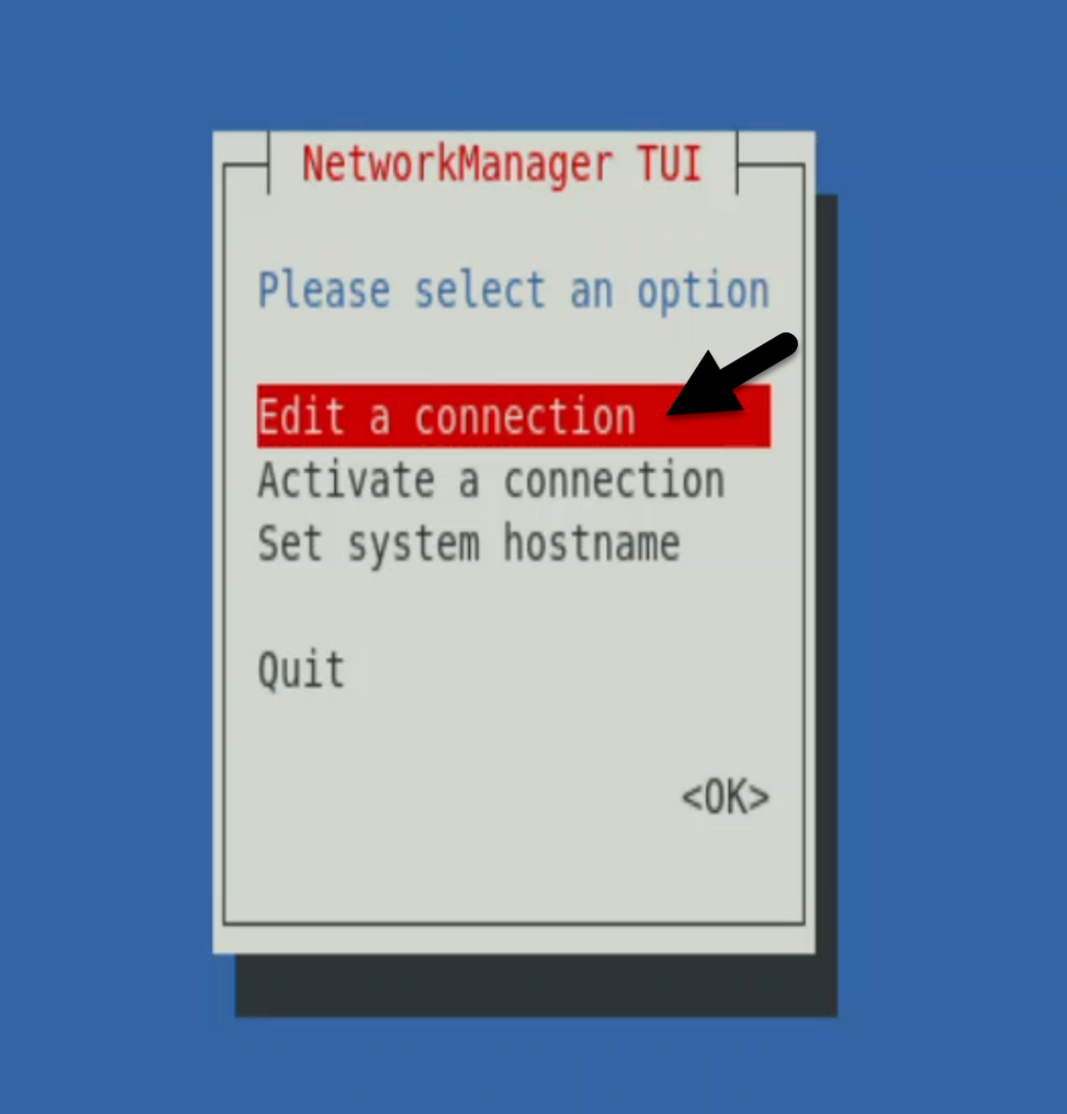 NetworkManager TUI
Please select an option
Edit a connection
Activate a connection
Set system hostname
Quit
<OK>